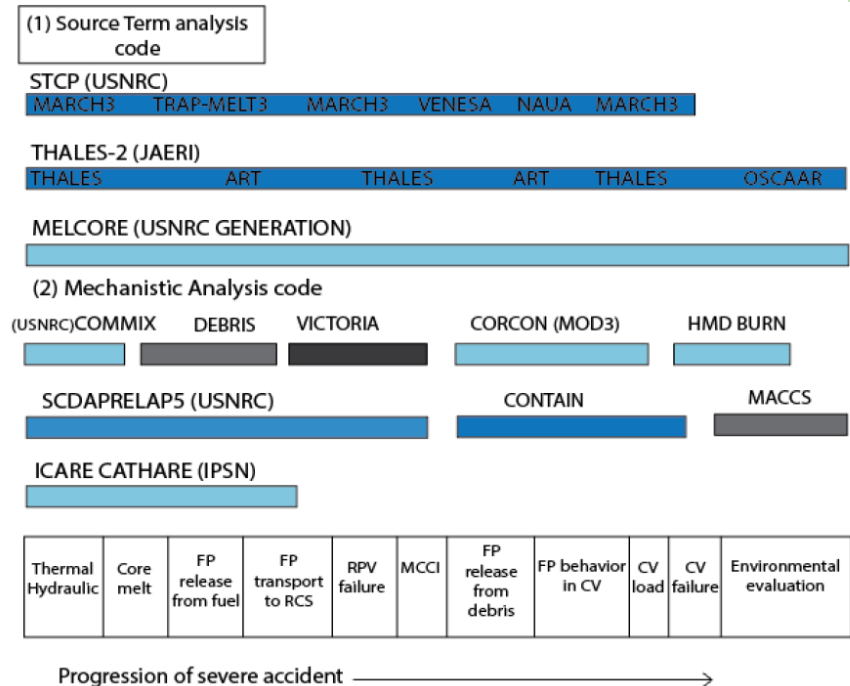 (1) Source Term analysis
code
STCP (USNRC)
MARCH3 TRAP-MELT3 MARCH3 VENESA NAUA MARCH3
THALES-2 (JAERI)
THALES ART THALES ART THALES OSCAAR
MELCORE (USNRC GENERATION)
(2) Mechanistic Analysis code
(USNRC)COMMIX DEBRIS VICTORIA CORCON (MOD3) HMD BURN
SCDAPRELAP5 (USNRC) CONTAIN MACCS
ICARE CATHARE (IPSN)
Thermal
Hydraulic
Core
melt
FP
release
from fuel
FP
transport
to RCS
RPV
failure
MCCI
FP
release
from
debris
FP behavior
in CV
CV
load
CV
failure
Environmental
evaluation
Progression of severe accident